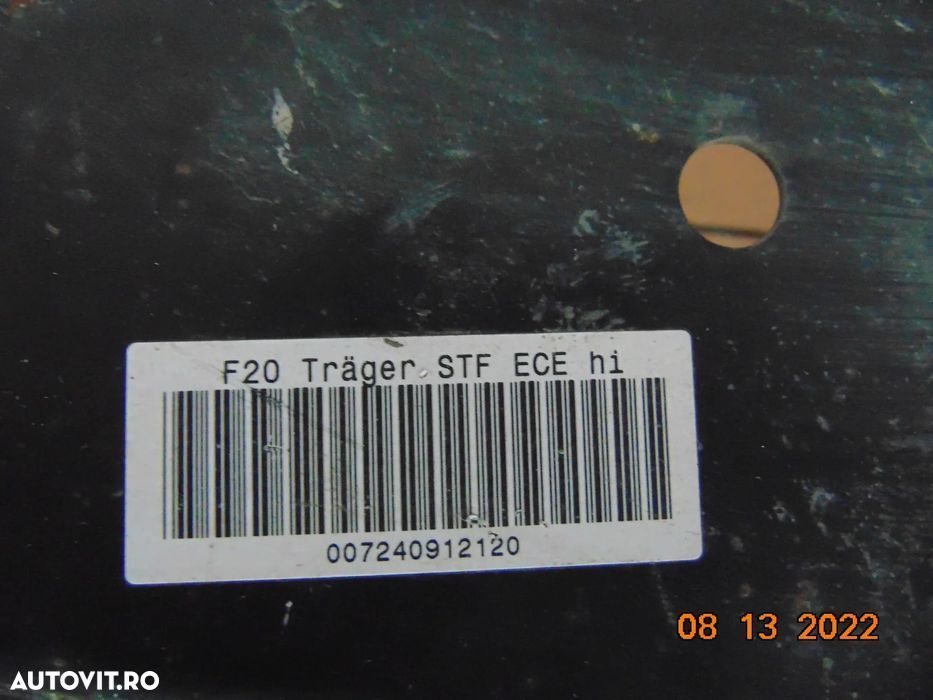 F20 Träger STF ECE hi
007240912120
08 13 2022
AUTOVIT.RO